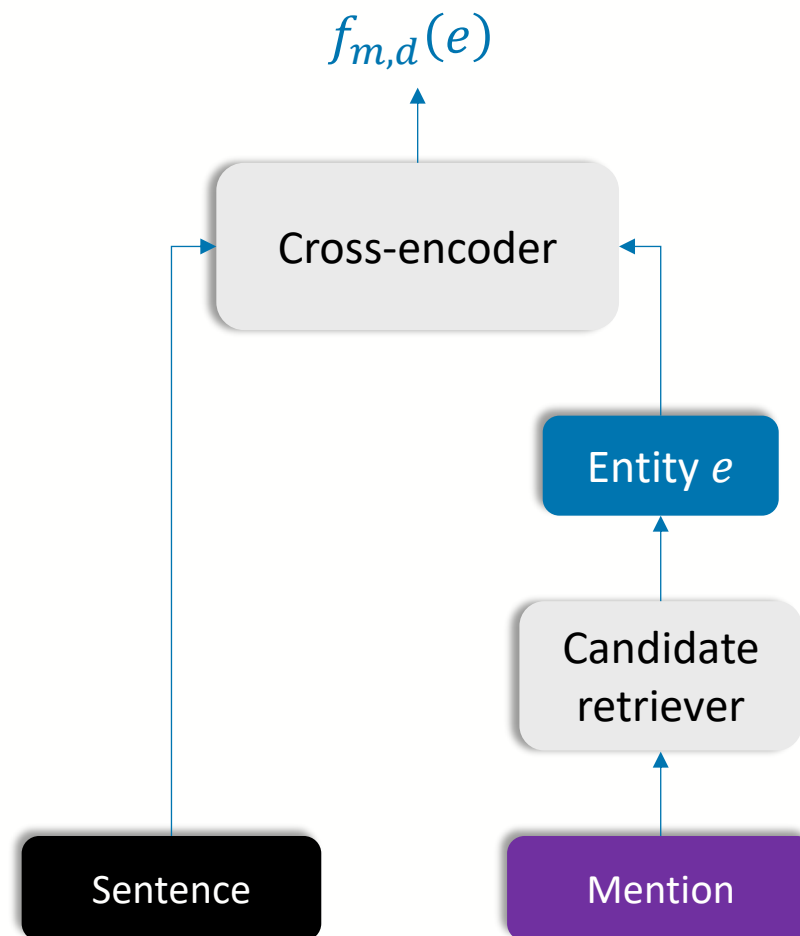 f_{m,d}(e)
Cross-encoder
Entity e
Candidate
retriever
Sentence
Mention